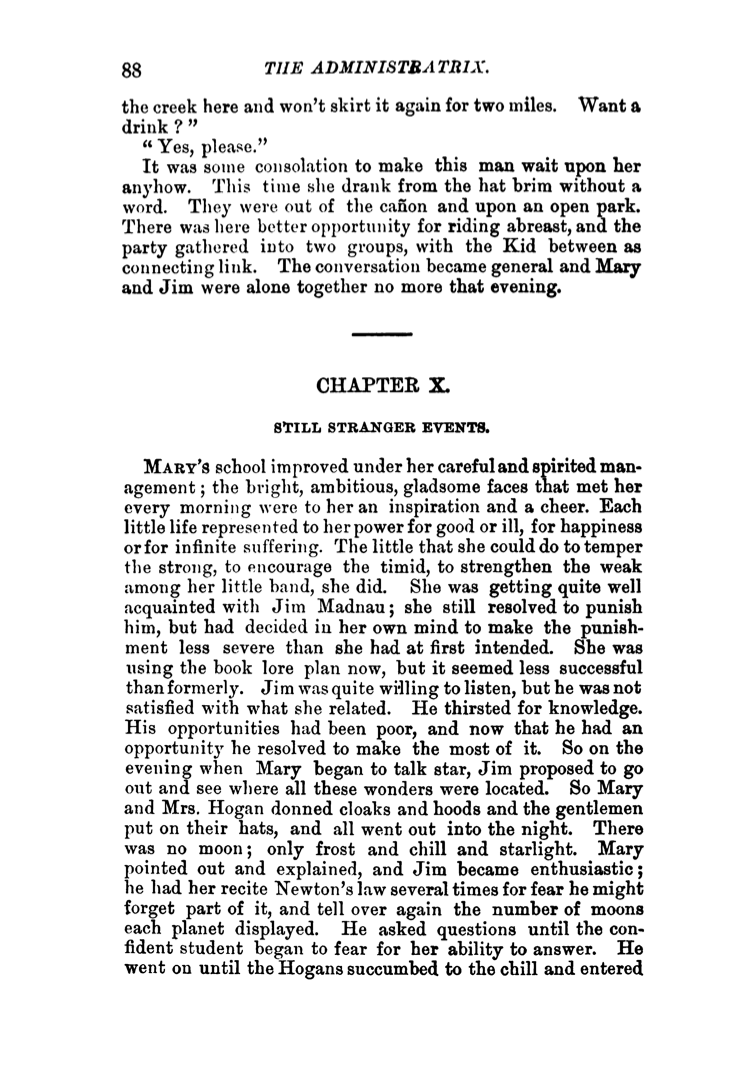 88 THE ADMINISTRATRIX.
the creek here and won't skirt it again for two miles. Want a
drink?"
"Yes, please."
It was some consolation to make this man wait upon her
anyhow. This time she drank from the hat brim without a
word. They were out of the cañon and upon an open park.
There was here better opportunity for riding abreast, and the
party gathered into two groups, with the Kid between as
connecting link. The conversation became general and Mary
and Jim were alone together no more that evening.
CHAPTER X.
STILL STRANGER EVENTS.
MARY'S school improved under her careful and spirited man-
agement; the bright, ambitious, gladsome faces that met her
every morning were to her an inspiration and a cheer. Each
little life represented to her power for good or ill, for happiness
or for infinite suffering. The little that she could do to temper
the strong, to encourage the timid, to strengthen the weak
among her little band, she did. She was getting quite well
acquainted with Jim Madnau; she still resolved to punish
him, but had decided in her own mind to make the punish-
ment less severe than she had at first intended. She was
using the book lore plan now, but it seemed less successful
than formerly. Jim was quite willing to listen, but he was not
satisfied with what she related. He thirsted for knowledge.
His opportunities had been poor, and now that he had an
opportunity he resolved to make the most of it. So on the
evening when Mary began to talk star, Jim proposed to go
out and see where all these wonders were located. So Mary
and Mrs. Hogan donned cloaks and hoods and the gentlemen
put on their hats, and all went out into the night. There
was no moon; only frost and chill and starlight. Mary
pointed out and explained, and Jim became enthusiastic;
he had her recite Newton's law several times for fear he might
forget part of it, and tell over again the number of moons
each planet displayed. He asked questions until the con-
fident student began to fear for her ability to answer. He
went on until the Hogans succumbed to the chill and entered